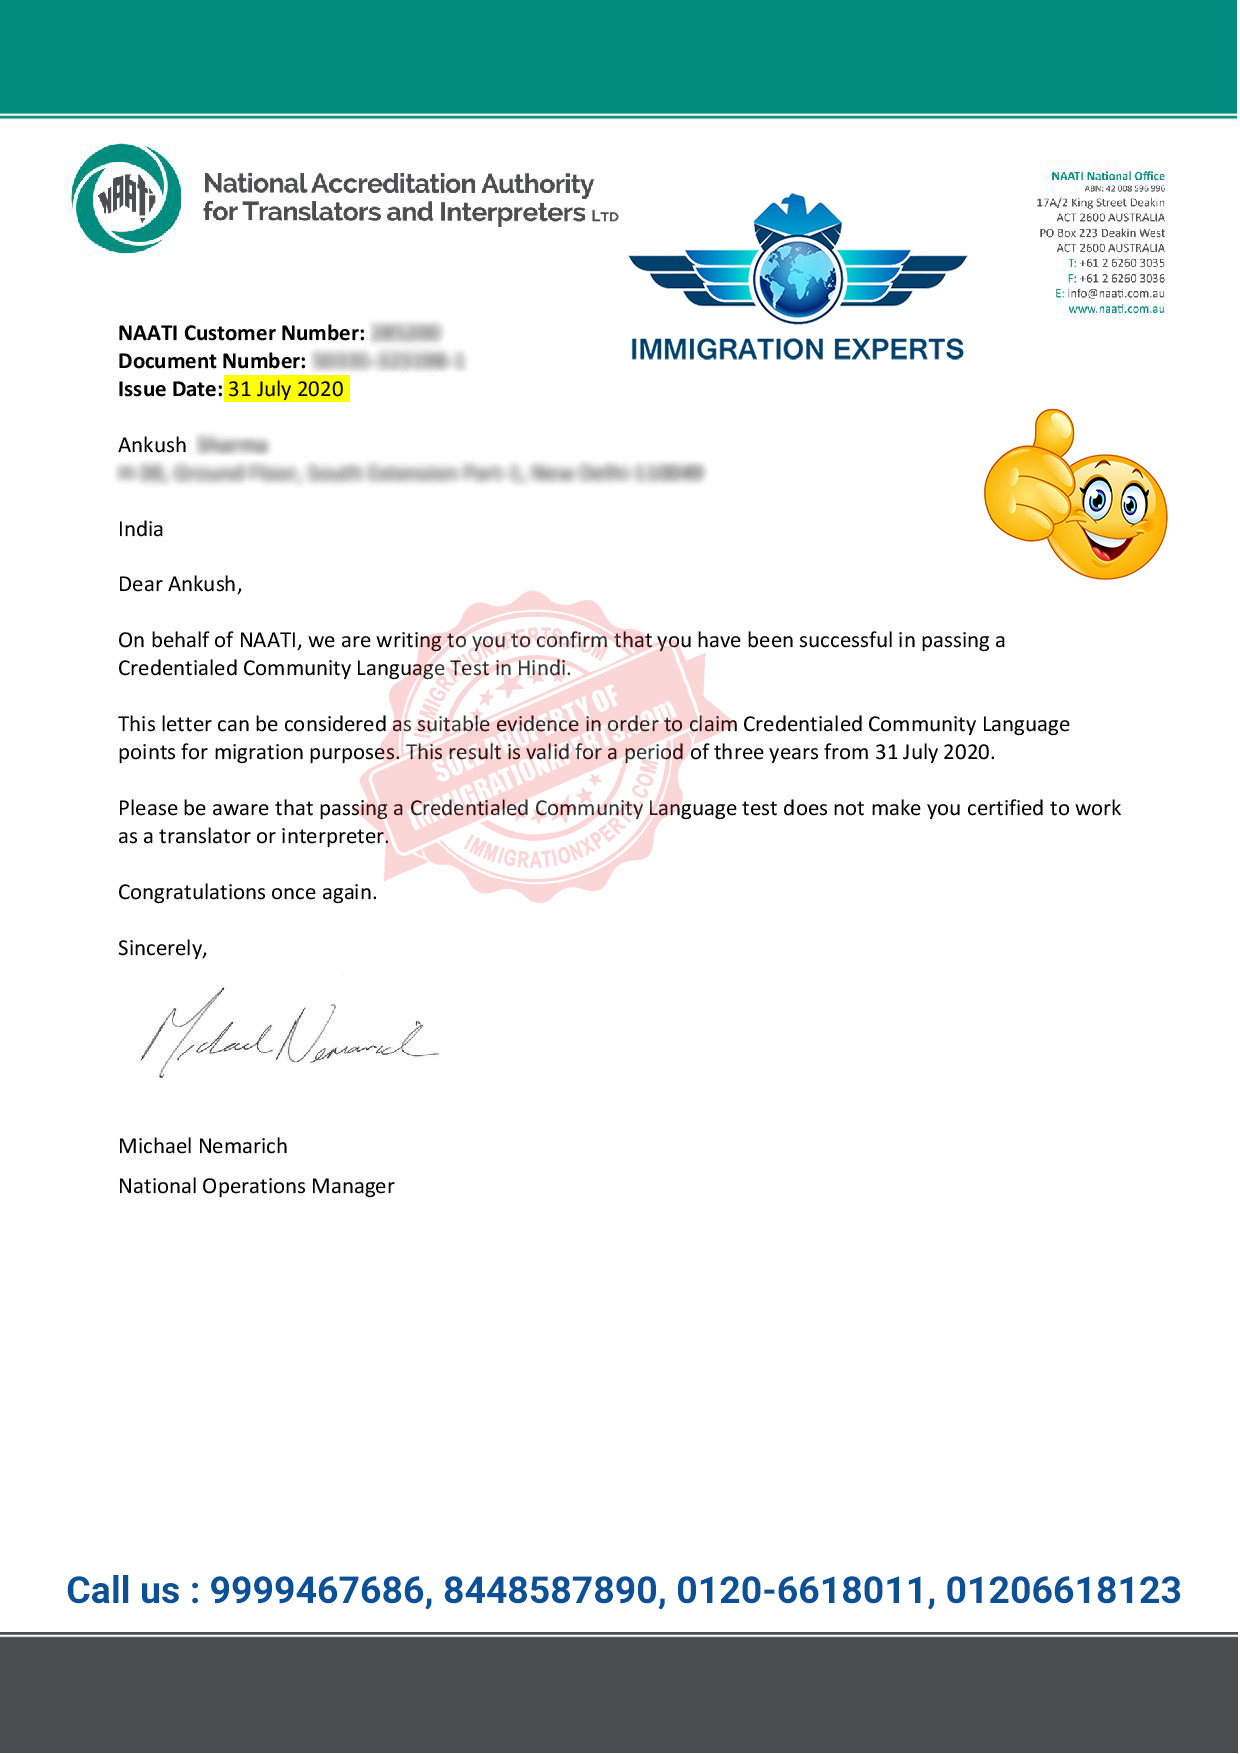 NAATI
National Accreditation Authority
for Translators and Interpreters LTD
NAATI National Office
ABN: 42 008 596 996
17A/2 King Street Deakin
ACT 2600 AUSTRALIA
PO Box 223 Deakin West
ACT 2600 AUSTRALIA
T: +61 2 6260 3035
F: +61 2 6260 3036
E: info@naati.com.au
www.naati.com.au
IMMIGRATION EXPERTS
NAATI Customer Number:
Document Number:
Issue Date: 31 July 2020
Ankush
India
Dear Ankush,
On behalf of NAATI, we are writing to you to confirm that you have been successful in passing a
Credentialed Community Language Test in Hindi.
This letter can be considered as suitable evidence in order to claim Credentialed Community Language
points for migration purposes. This result is valid for a period of three years from 31 July 2020.
Please be aware that passing a Credentialed Community Language test does not make you certified to work
as a translator or interpreter.
IMMIGRATIONXPERTS.COM
SOLE PROPERTY OF
IMMIGRATIONXPERTS.com
IMMIGRATIONXPERTS.COM
Congratulations once again.
Sincerely,
Michael Nemarich
Michael Nemarich
National Operations Manager
Call us : 9999467686, 8448587890, 0120-6618011, 01206618123